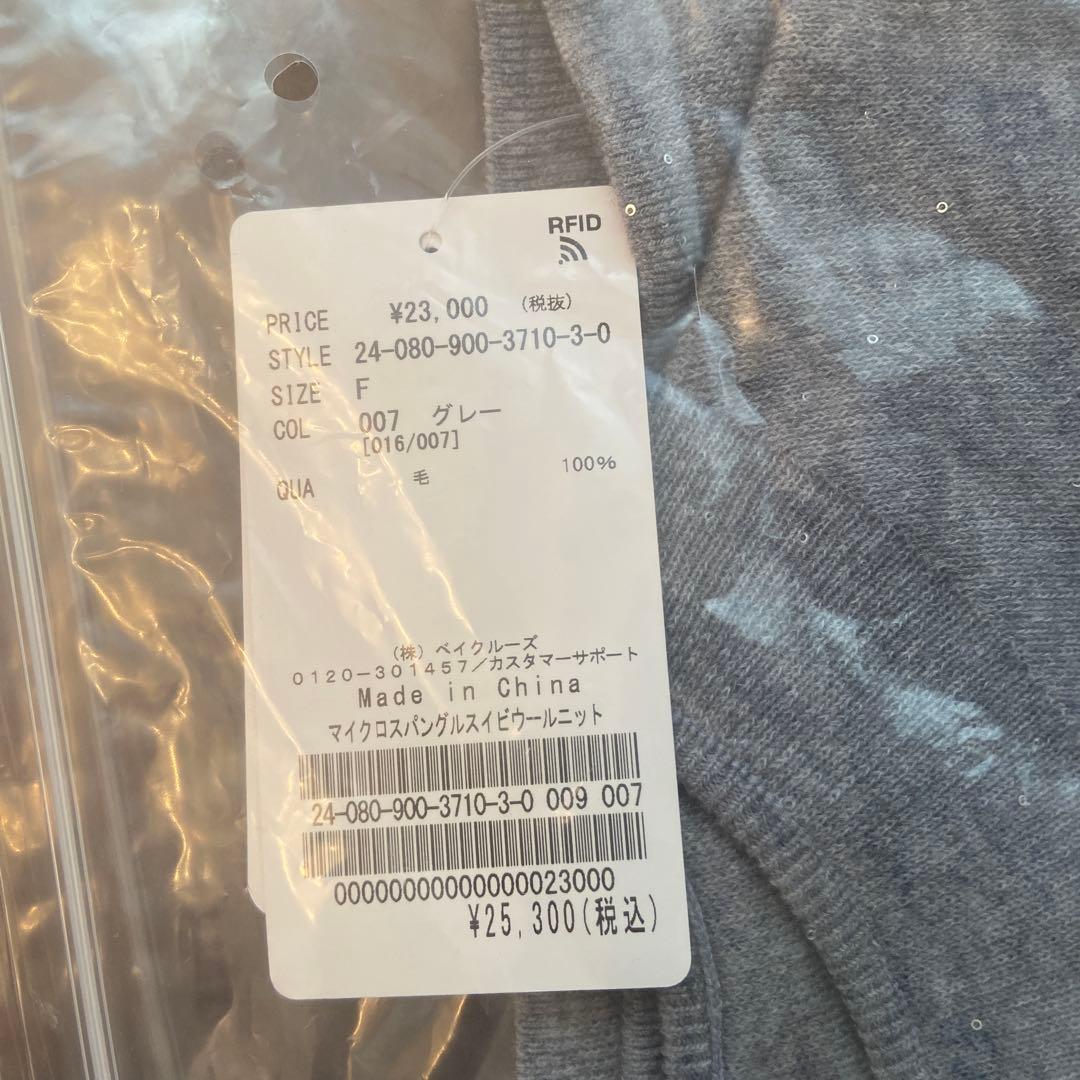 RFID
PRICE ¥23,000 (税抜)
STYLE 24-080-900-3710-3-0
SIZE F
COL 007 グレー
[016/007]
QUA 毛 100%
(株)ベイクルーズ
0120-301457/カスタマーサポート
Made in China
マイクロスパングルスイビウールニット
24-080-900-3710-3-0 009 007
00000000000000023000
¥25,300(税込)